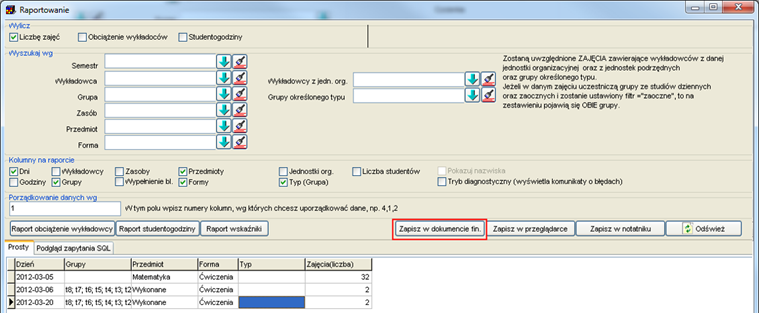 Raportowanie
Wylicz
Liczbę zajęć Obciążenie wykładowców Studentogodziny
Wyszukaj wg
Semestr
Wykładowca
Grupa
Zasób
Przedmiot
Forma
Wykładowcy z jedn. org.
Grupy określonego typu
Zostaną uwzględnione ZAJĘCIA zawierające wykładowców z danej
jednostki organizacyjnej oraz z jednostek podrzędnych
oraz grupy określonego typu.
Jeżeli w danym zajęciu uczestniczą grupy ze studiów dziennych
oraz zaocznych i zostanie ustawiony filtr ="zaoczne", to na
zestawieniu pojawią się OBIE grupy.
Kolumny na raporcie
Dni Wykładowcy Zasoby Przedmioty Jednostki org. Liczba studentów Pokazuj nazwiska
Godziny Grupy Wypełnienie bl. Formy Typ (Grupa) Tryb diagnostyczny (wyświetla komunikaty o błędach)
Porządkowanie danych wg
1 W tym polu wpisz numery kolumn, wg których chcesz uporządkować dane, np. 4,1,2
Raport obciążenie wykładowcy Raport studentogodziny Raport wskaźniki Zapisz w dokumencie fin. Zapisz w przeglądarce Zapisz w notatniku Odśwież
Prosty Podgląd zapytania SQL
Dzień Grupy Przedmiot Forma Typ Zajęcia(liczba)
2012-03-05 Matematyka Ćwiczenia 32
2012-03-06 t8; t7; t6; t5; t4; t3; t2 Wykonane Ćwiczenia 2
2012-03-20 t8; t7; t6; t5; t4; t3; t2 Wykonane Ćwiczenia 2